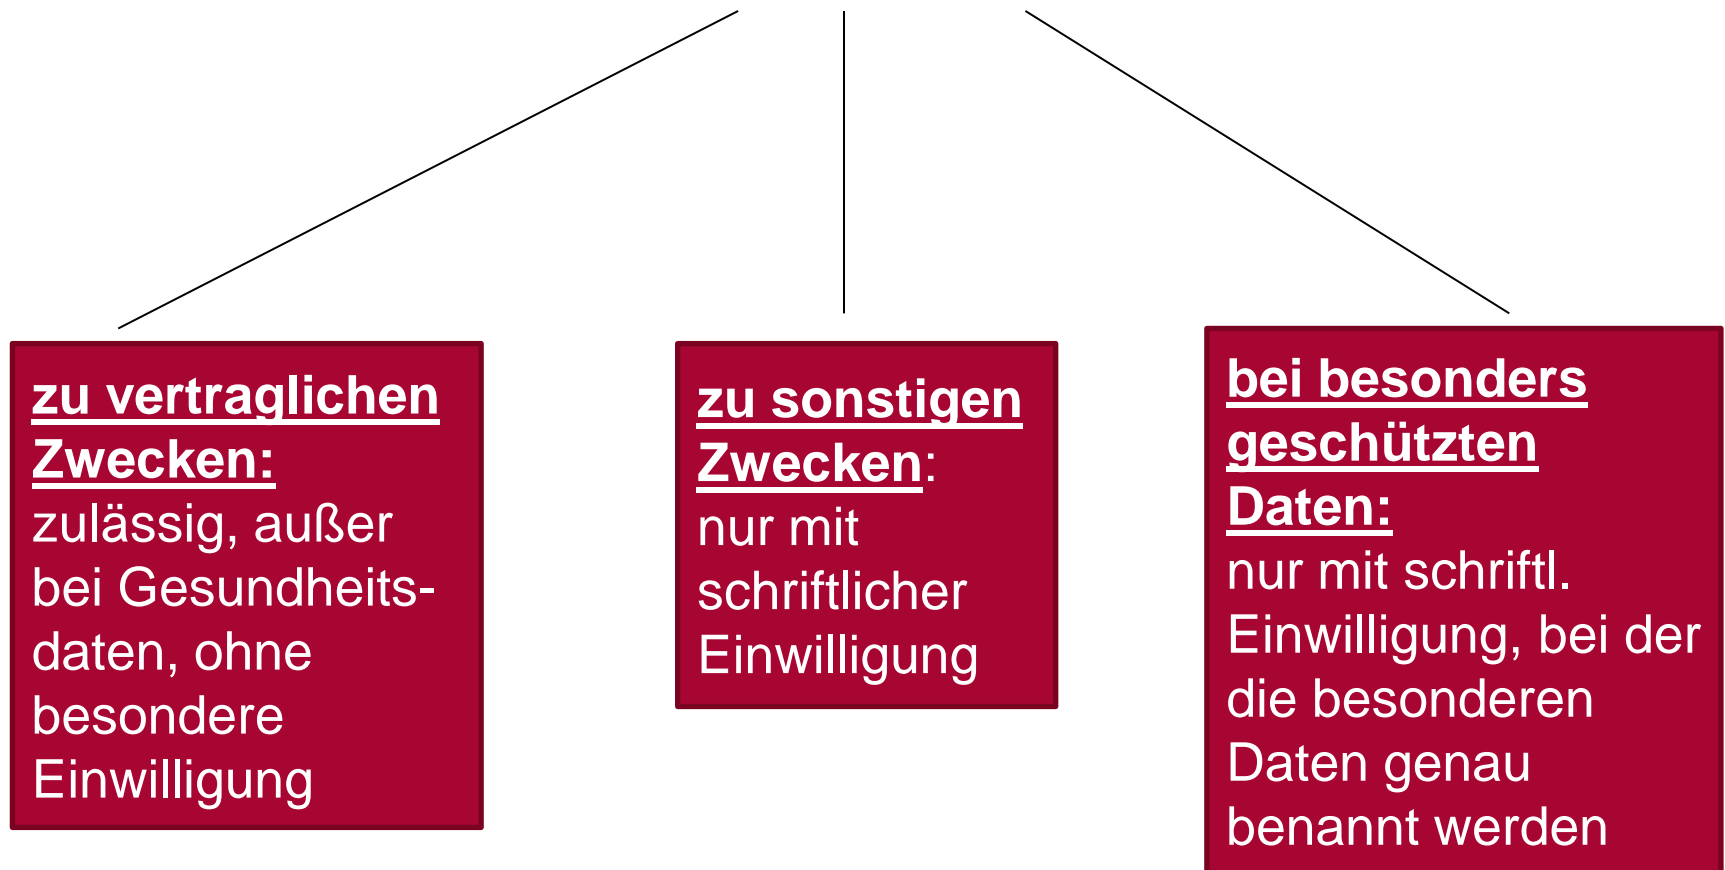 zu vertraglichen
Zwecken:
zulässig, außer
bei Gesundheits-
daten, ohne
besondere
Einwilligung
zu sonstigen
Zwecken:
nur mit
schriftlicher
Einwilligung
bei besonders
geschützten
Daten:
nur mit schriftl.
Einwilligung, bei der
die besonderen
Daten genau
benannt werden